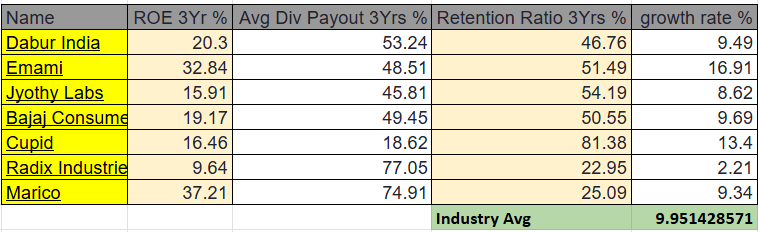 Name ROE 3Yr % Avg Div Payout 3Yrs % Retention Ratio 3Yrs % growth rate %
Dabur India 20.3 53.24 46.76 9.49
Emami 32.84 48.51 51.49 16.91
Jyothy Labs 15.91 45.81 54.19 8.62
Bajaj Consume 19.17 49.45 50.55 9.69
Cupid 16.46 18.62 81.38 13.4
Radix Industrie 9.64 77.05 22.95 2.21
Marico 37.21 74.91 25.09 9.34
Industry Avg 9.951428571